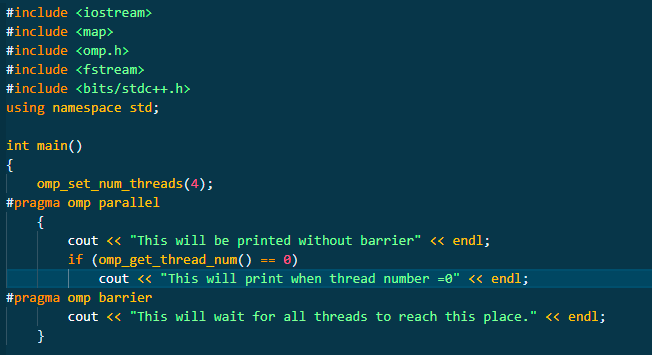 #include <iostream>
#include <map>
#include <omp.h>
#include <fstream>
#include <bits/stdc++.h>
using namespace std;

int main()
{
    omp_set_num_threads(4);
#pragma omp parallel
    {
        cout << "This will be printed without barrier" << endl;
        if (omp_get_thread_num() == 0)
            cout << "This will print when thread number =0" << endl;
#pragma omp barrier
        cout << "This will wait for all threads to reach this place." << endl;
    }